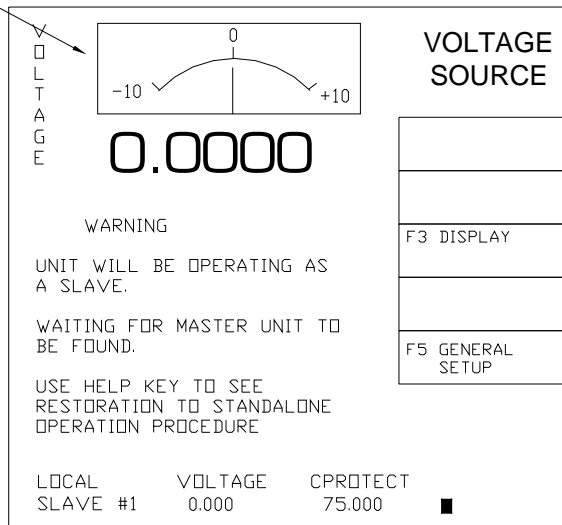 VOLTAGE
0
-10
+10
0.0000
VOLTAGE
SOURCE
WARNING
UNIT WILL BE OPERATING AS
A SLAVE.
WAITING FOR MASTER UNIT TO
BE FOUND.
USE HELP KEY TO SEE
RESTORATION TO STANDALONE
OPERATION PROCEDURE
F3 DISPLAY
F5 GENERAL
SETUP
LOCAL VOLTAGE CPROTECT
SLAVE #1 0.000 75.000